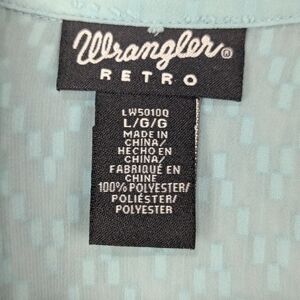 Wrangler®
RETRO
LW5010Q
L/G/G
MADE IN
CHINA/
HECHO EN
CHINA/
FABRIQUÉ EN
CHINE
100% POLYESTER/
POLIÉSTER/
POLYESTER